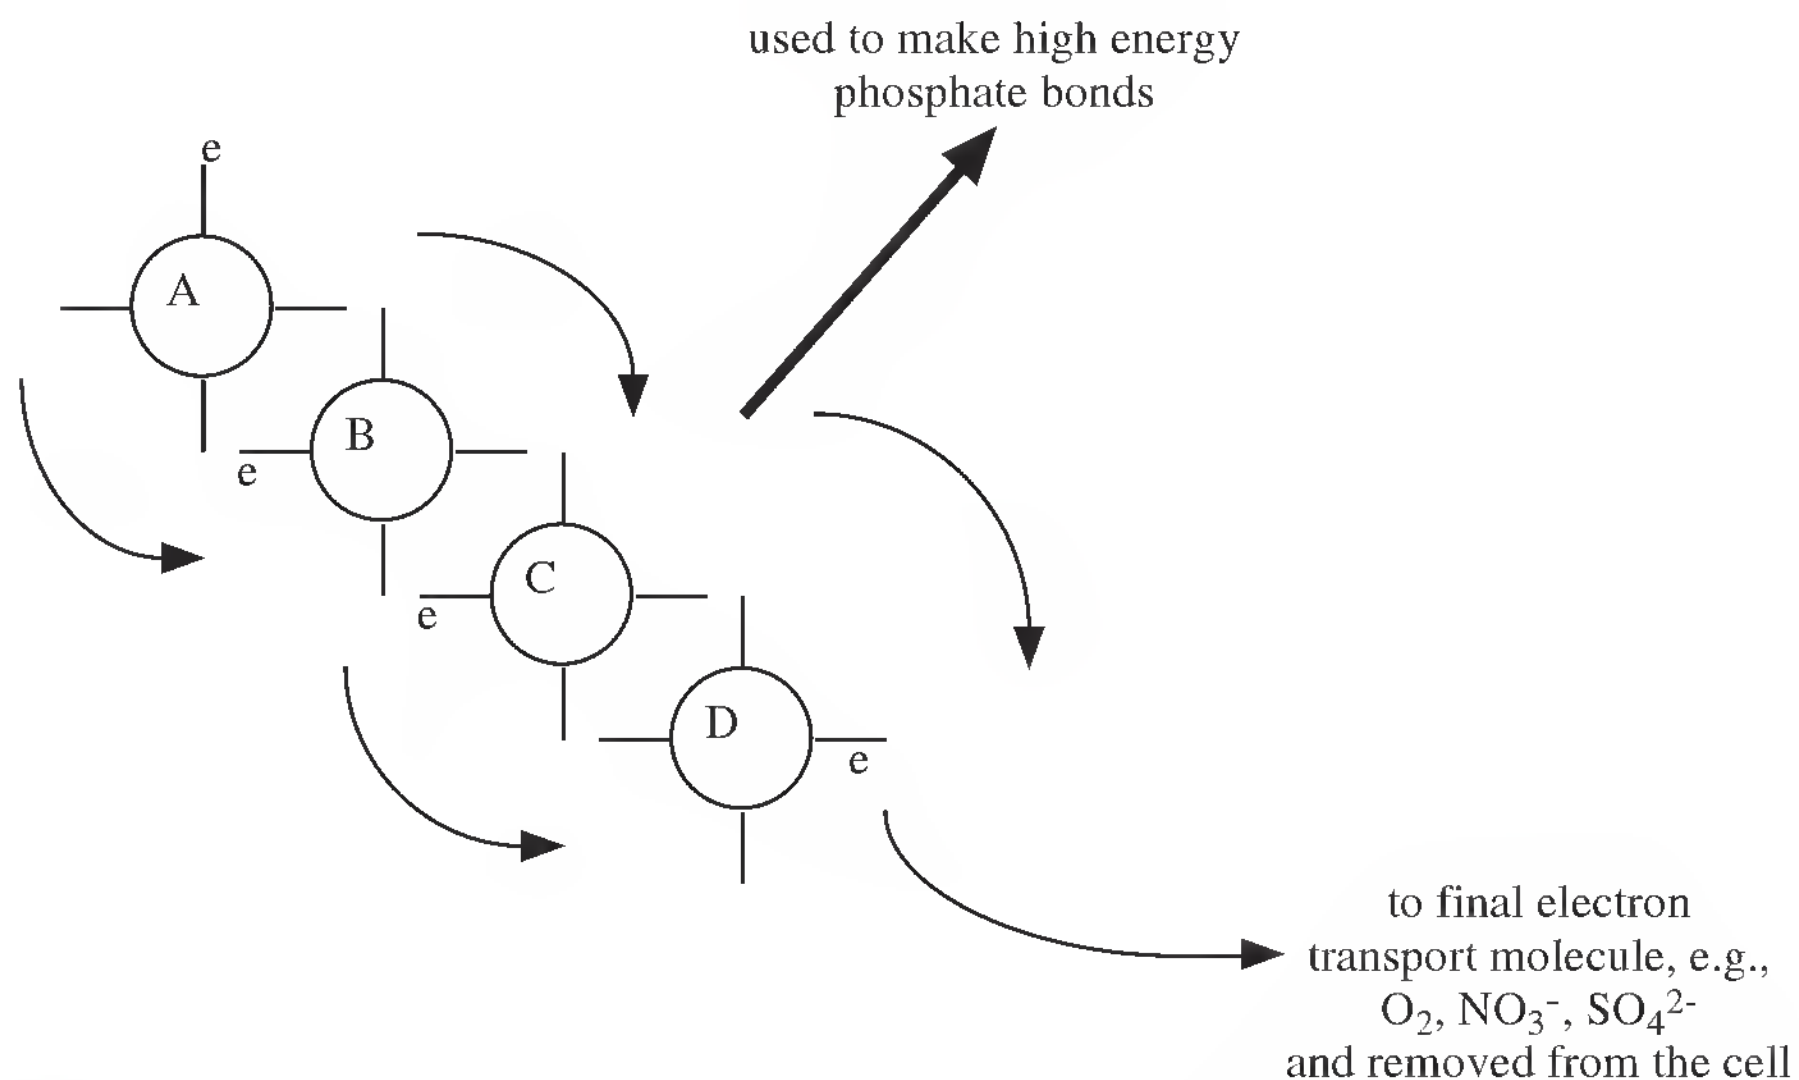 used to make high energy
phosphate bonds
e
A
B
e
C
e
D
e
to final electron
transport molecule, e.g.,
O₂, NO₃⁻, SO₄²⁻
and removed from the cell